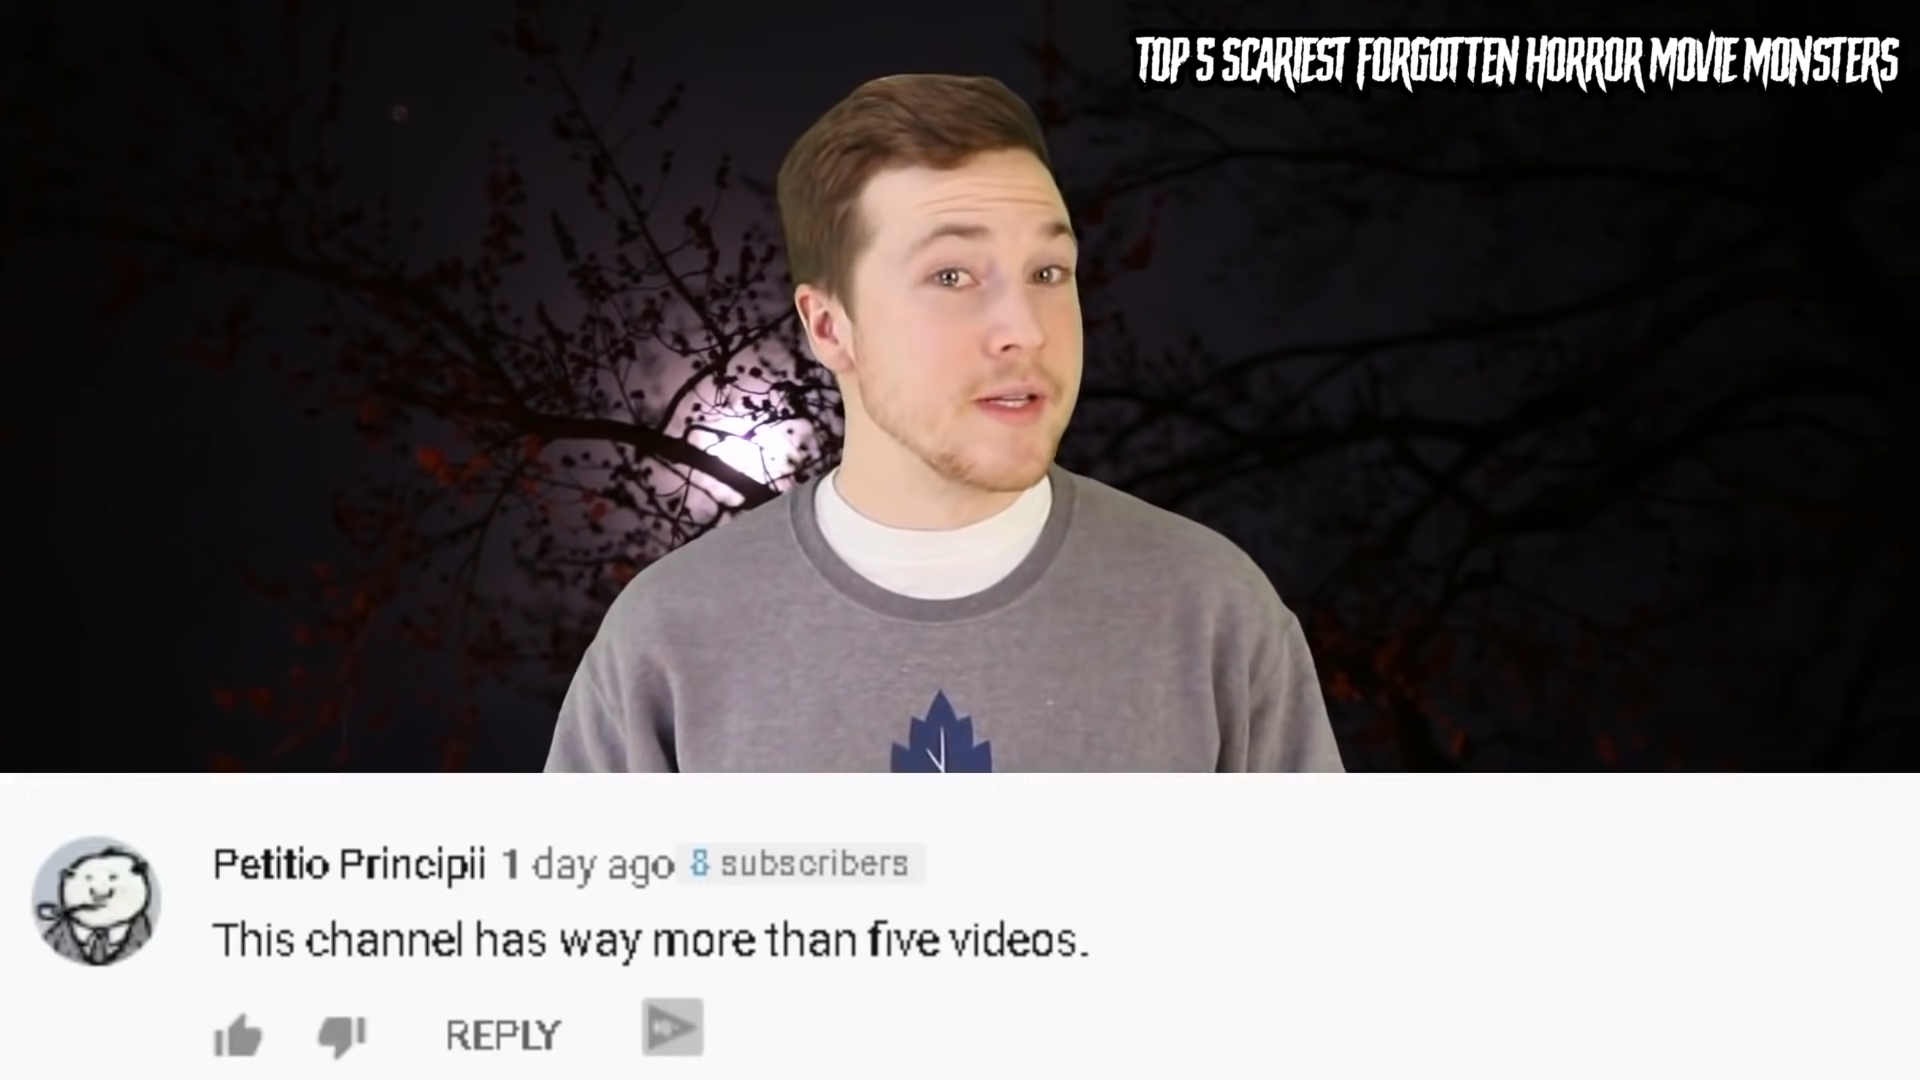 TOP 5 SCARIEST FORGOTTEN HORROR MOVIE MONSTERS
Petitio Principii 1 day ago 8 subscribers
This channel has way more than five videos.
REPLY